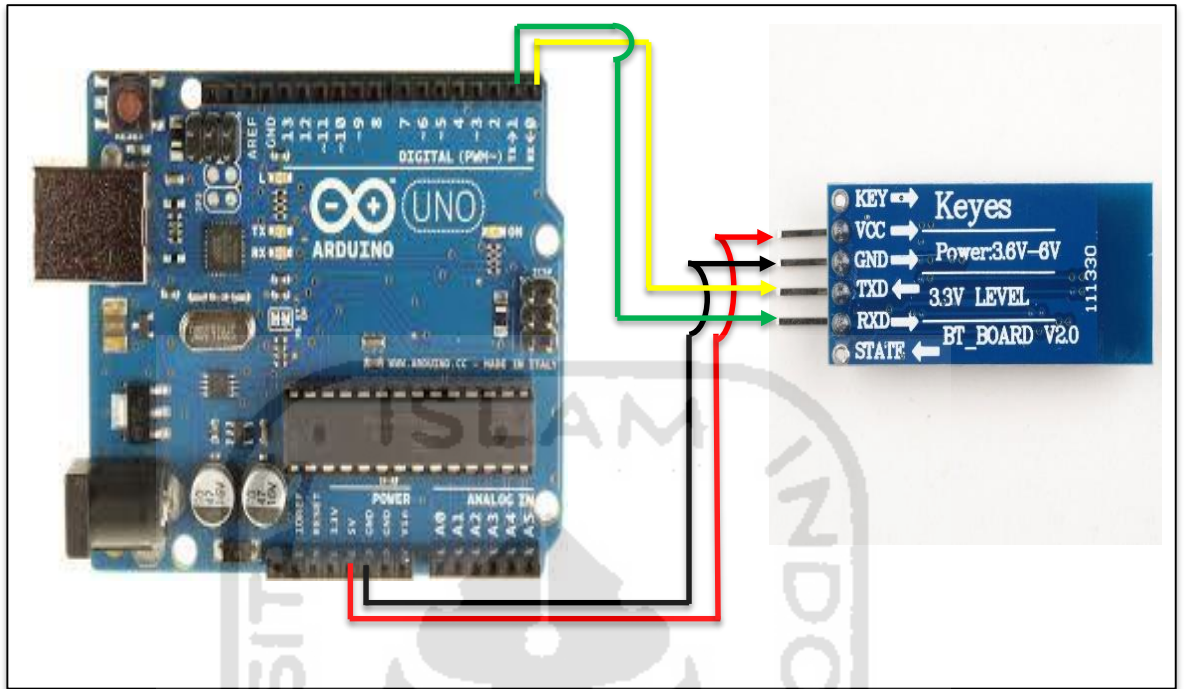 AREF
GND
13
12
~11
~10
~9
8
7
~6
~5
4
~3
2
TX→1
RX←0
DIGITAL (PWM~)
L
TX
RX
UNO
ARDUINO
ON
ICSP
WWW.ARDUINO.CC - MADE IN ITALY
POWER
ANALOG IN
IOREF
RESET
3.3V
5V
GND
GND
A0
A1
A2
A3
A4
A5
KEY
VCC
GND
TXD
RXD
STATE
Keyes
Power:3.6V-6V
3.3V LEVEL
BT_BOARD V2.0
111330
ISLAM INDO
SIT